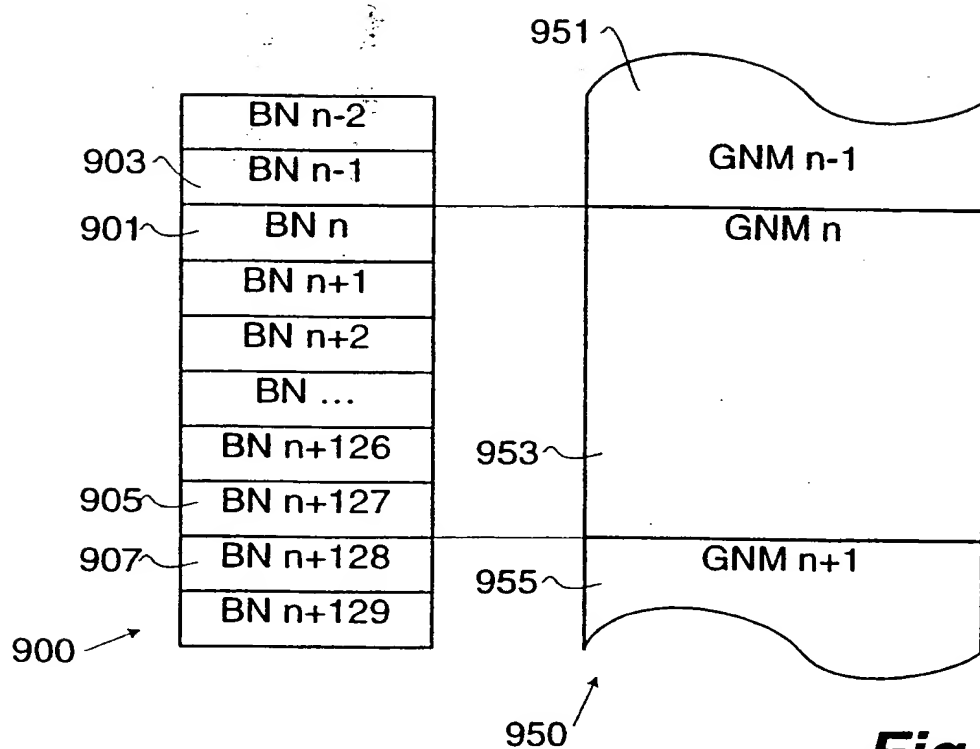 951
BN n-2
903
BN n-1
GNM n-1
901
BN n
GNM n
BN n+1
BN n+2
BN ...
BN n+126
953
905
BN n+127
907
BN n+128
GNM n+1
955
BN n+129
900
950
Fig